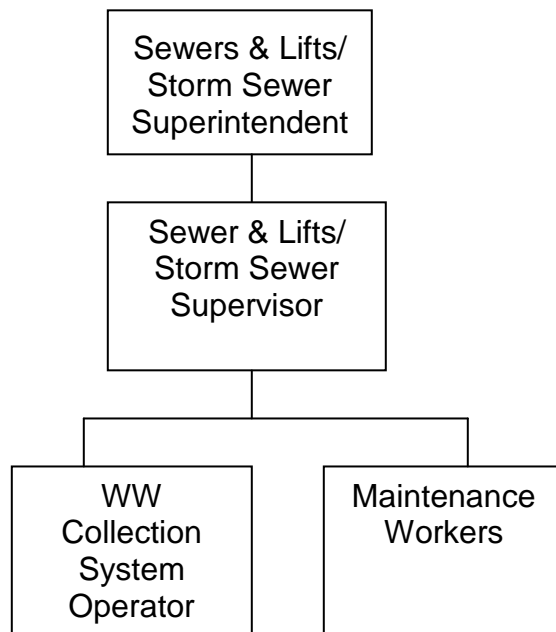 Sewers & Lifts/
Storm Sewer
Superintendent
Sewer & Lifts/
Storm Sewer
Supervisor
WW
Collection
System
Operator
Maintenance
Workers